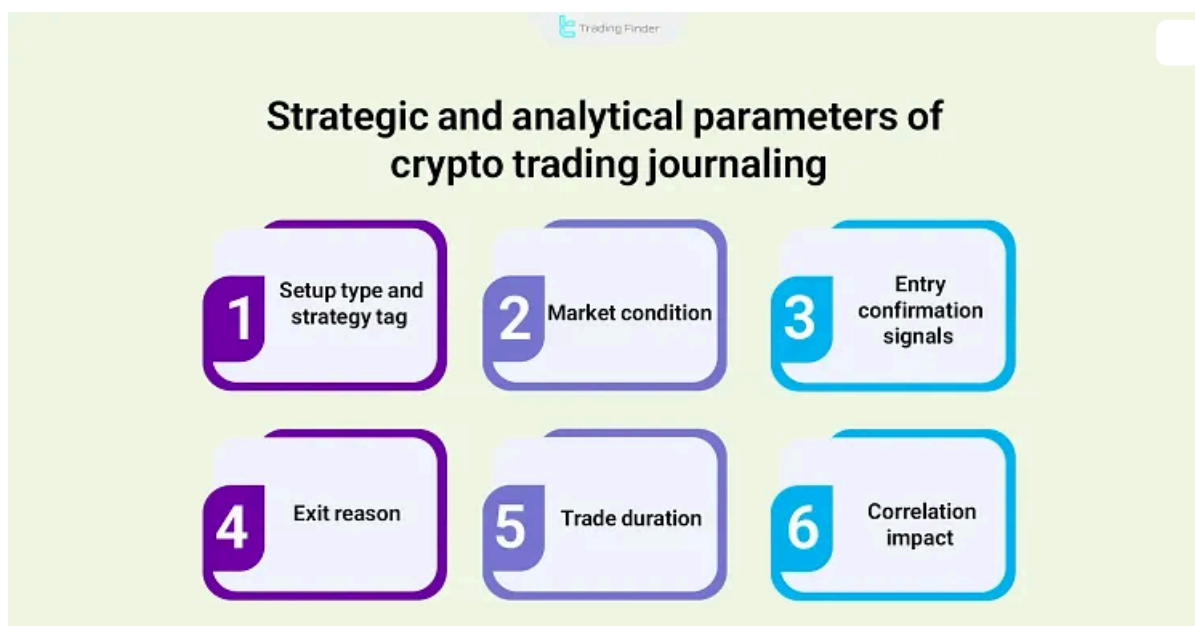 Trading Finder
Strategic and analytical parameters of
crypto trading journaling
1
Setup type and
strategy tag
2
Market condition
3
Entry
confirmation
signals
4
Exit reason
5
Trade duration
6
Correlation
impact